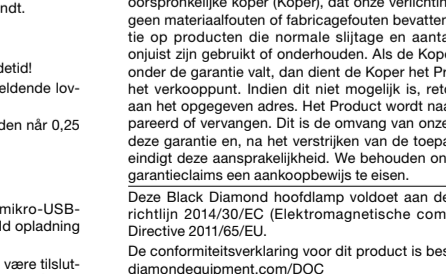 ndt.
detid!
eldende lov-
den når 0,25
mikro-USB-
ld opladning
være tilslut-
oorspronkelijke koper (Koper), dat onze verlichtin
geen materiaalfouten of fabricagefouten bevatten
tie op producten die normale slijtage en aanta
onjuist zijn gebruikt of onderhouden. Als de Kope
onder de garantie valt, dan dient de Koper het Pr
het verkooppunt. Indien dit niet mogelijk is, reto
aan het opgegeven adres. Het Product wordt naa
pareerd of vervangen. Dit is de omvang van onze
deze garantie en, na het verstrijken van de toepa
eindigt deze aansprakelijkheid. We behouden on
garantieclaims een aankoopbewijs te eisen.
Deze Black Diamond hoofdlamp voldoet aan de
richtlijn 2014/30/EC (Elektromagnetische com
Directive 2011/65/EU.
De conformiteitsverklaring voor dit product is bes
diamondequipment.com/DOC